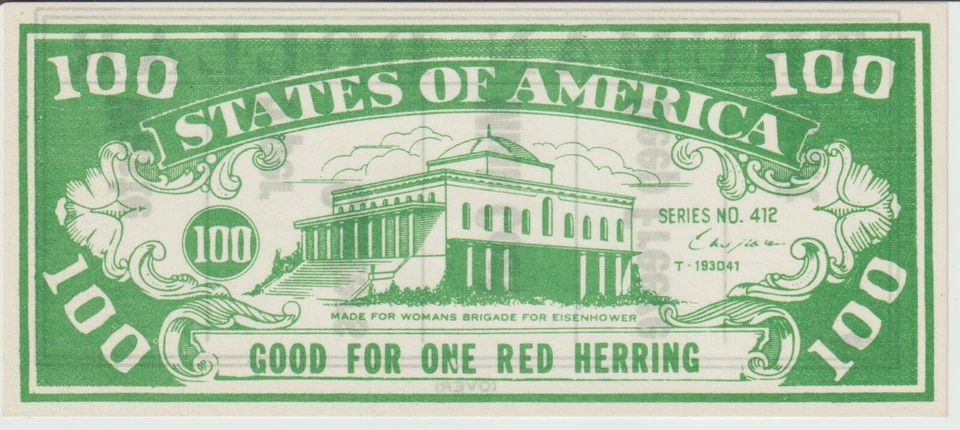 100 100
STATES OF AMERICA
100
SERIES NO. 412
T-193041
MADE FOR WOMANS BRIGADE FOR EISENHOWER
100 100
GOOD FOR ONE RED HERRING
(OVER)